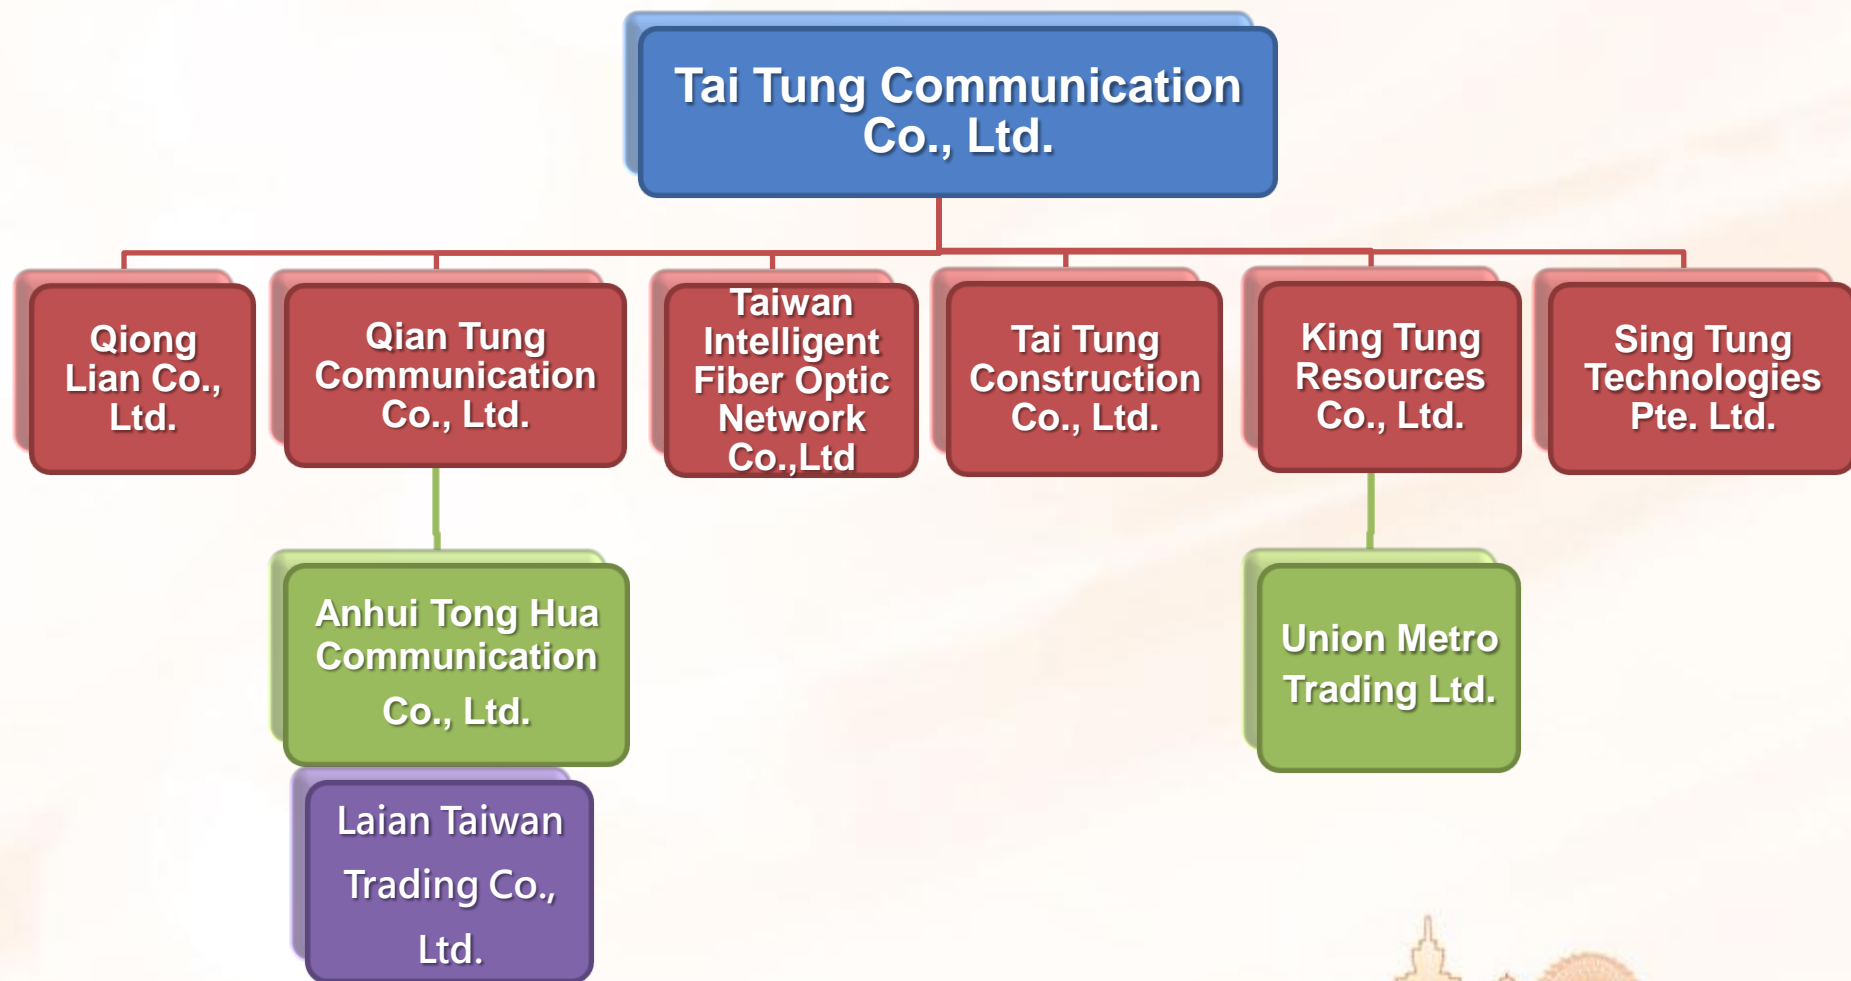 Tai Tung Communication
Co., Ltd.
Qiong
Lian Co.,
Ltd.
Qian Tung
Communication
Co., Ltd.
Taiwan
Intelligent
Fiber Optic
Network
Co.,Ltd
Tai Tung
Construction
Co., Ltd.
King Tung
Resources
Co., Ltd.
Sing Tung
Technologies
Pte. Ltd.
Anhui Tong Hua
Communication
Co., Ltd.
Union Metro
Trading Ltd.
Laian Taiwan
Trading Co.,
Ltd.